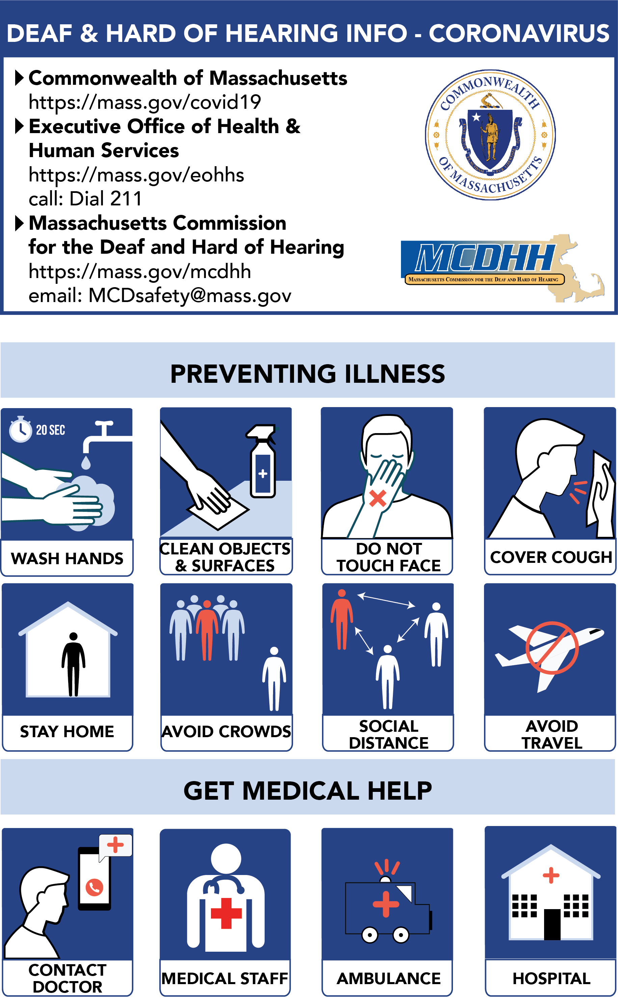 DEAF & HARD OF HEARING INFO - CORONAVIRUS
Commonwealth of Massachusetts
https://mass.gov/covid19
Executive Office of Health &
Human Services
https://mass.gov/eohhs
call: Dial 211
Massachusetts Commission
for the Deaf and Hard of Hearing
https://mass.gov/mcdhh
email: MCDsafety@mass.gov
COMMONWEALTH
OF MASSACHUSETTS
ENSE PETIT PLACIDAM SVB LIBERTATE QVIETEM
MCDHH
MASSACHUSETTS COMMISSION FOR THE DEAF AND HARD OF HEARING
PREVENTING ILLNESS
20 SEC
WASH HANDS
CLEAN OBJECTS
& SURFACES
DO NOT
TOUCH FACE
COVER COUGH
STAY HOME
AVOID CROWDS
SOCIAL
DISTANCE
AVOID
TRAVEL
GET MEDICAL HELP
CONTACT
DOCTOR
MEDICAL STAFF
AMBULANCE
HOSPITAL